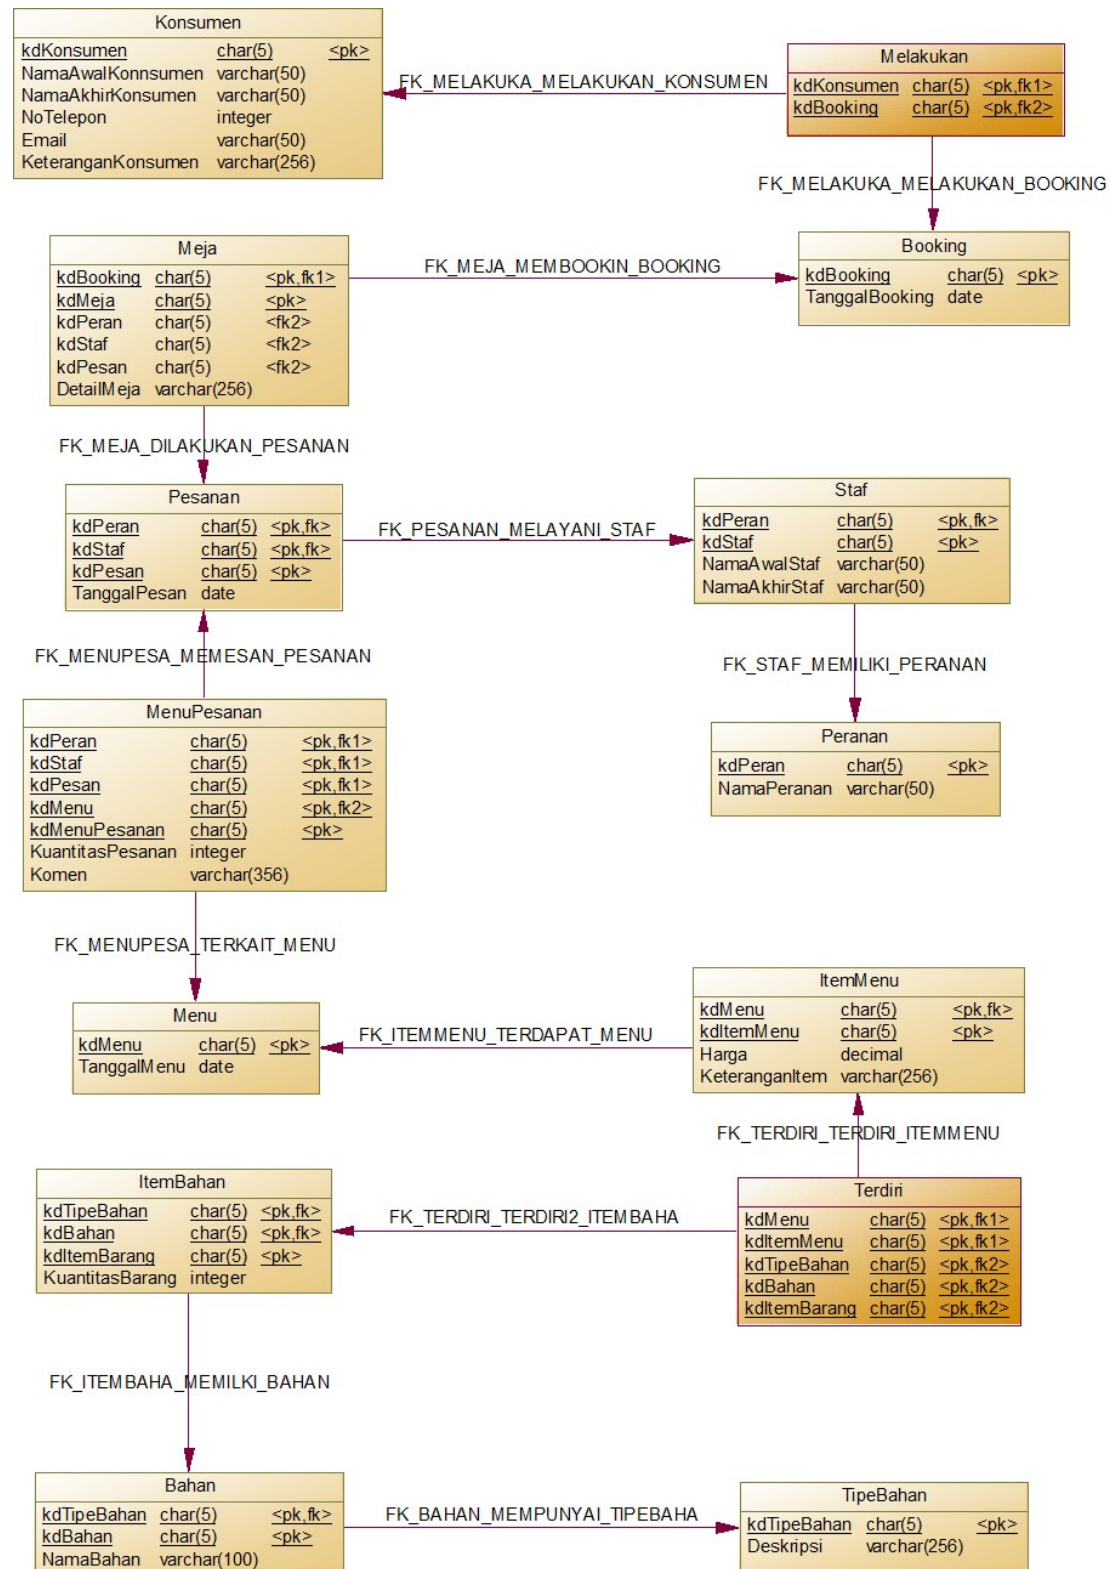 Konsumen
kdKonsumen char(5) <pk>
NamaAwalKonnsumen varchar(50)
NamaAkhirKonsumen varchar(50)
NoTelepon integer
Email varchar(50)
KeteranganKonsumen varchar(256)
FK_MELAKUKA_MELAKUKAN_KONSUMEN
Melakukan
kdKonsumen char(5) <pk,fk1>
kdBooking char(5) <pk,fk2>
FK_MELAKUKA_MELAKUKAN_BOOKING
Meja
kdBooking char(5) <pk,fk1>
kdMeja char(5) <pk>
kdPeran char(5) <fk2>
kdStaf char(5) <fk2>
kdPesan char(5) <fk2>
DetailMeja varchar(256)
FK_MEJA_MEMBOOKIN_BOOKING
Booking
kdBooking char(5) <pk>
TanggalBooking date
FK_MEJA_DILAKUKAN_PESANAN
Pesanan
kdPeran char(5) <pk,fk>
kdStaf char(5) <pk,fk>
kdPesan char(5) <pk>
TanggalPesan date
FK_PESANAN_MELAYANI_STAF
Staf
kdPeran char(5) <pk,fk>
kdStaf char(5) <pk>
NamaAwalStaf varchar(50)
NamaAkhirStaf varchar(50)
FK_MENUPESA_MEMESAN_PESANAN
FK_STAF_MEMILIKI_PERANAN
MenuPesanan
kdPeran char(5) <pk,fk1>
kdStaf char(5) <pk,fk1>
kdPesan char(5) <pk,fk1>
kdMenu char(5) <pk,fk2>
kdMenuPesanan char(5) <pk>
KuantitasPesanan integer
Komen varchar(356)
Peranan
kdPeran char(5) <pk>
NamaPeranan varchar(50)
FK_MENUPESA_TERKAIT_MENU
Menu
kdMenu char(5) <pk>
TanggalMenu date
FK_ITEMMENU_TERDAPAT_MENU
ItemMenu
kdMenu char(5) <pk,fk>
kdItemMenu char(5) <pk>
Harga decimal
KeteranganItem varchar(256)
FK_TERDIRI_TERDIRI_ITEMMENU
ItemBahan
kdTipeBahan char(5) <pk,fk>
kdBahan char(5) <pk,fk>
kdItemBarang char(5) <pk>
KuantitasBarang integer
FK_TERDIRI_TERDIRI2_ITEMBAHA
Terdiri
kdMenu char(5) <pk,fk1>
kdItemMenu char(5) <pk,fk1>
kdTipeBahan char(5) <pk,fk2>
kdBahan char(5) <pk,fk2>
kdItemBarang char(5) <pk,fk2>
FK_ITEMBAHA_MEMILKI_BAHAN
Bahan
kdTipeBahan char(5) <pk,fk>
kdBahan char(5) <pk>
NamaBahan varchar(100)
FK_BAHAN_MEMPUNYAI_TIPEBAHA
TipeBahan
kdTipeBahan char(5) <pk>
Deskripsi varchar(256)